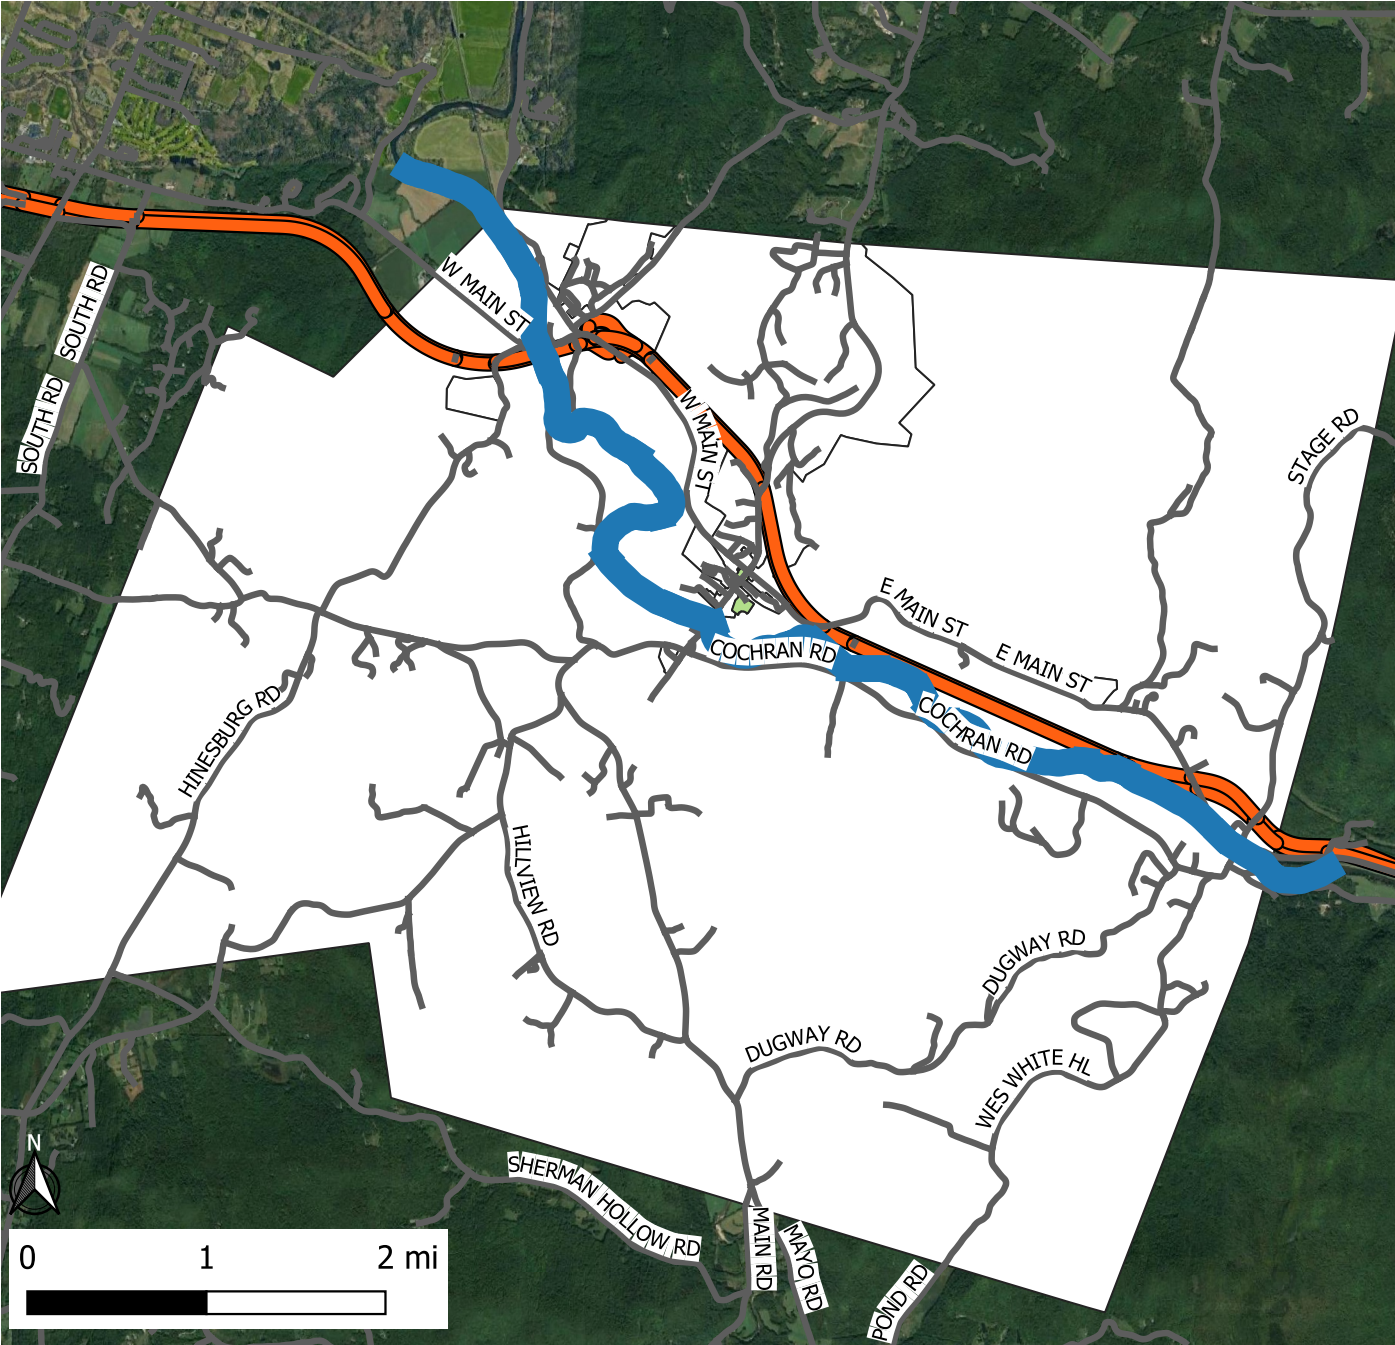 SOUTH RD
W MAIN ST
SOUTH RD
W MAIN ST
STAGE RD
E MAIN ST
COCHRAN RD
E MAIN ST
HINESBURG RD
COCHRAN RD
HILLVIEW RD
DUGWAY RD
DUGWAY RD
WES WHITE HL
N
SHERMAN HOLLOW RD
MAIN RD
MAYO RD
POND RD
0 1 2 mi